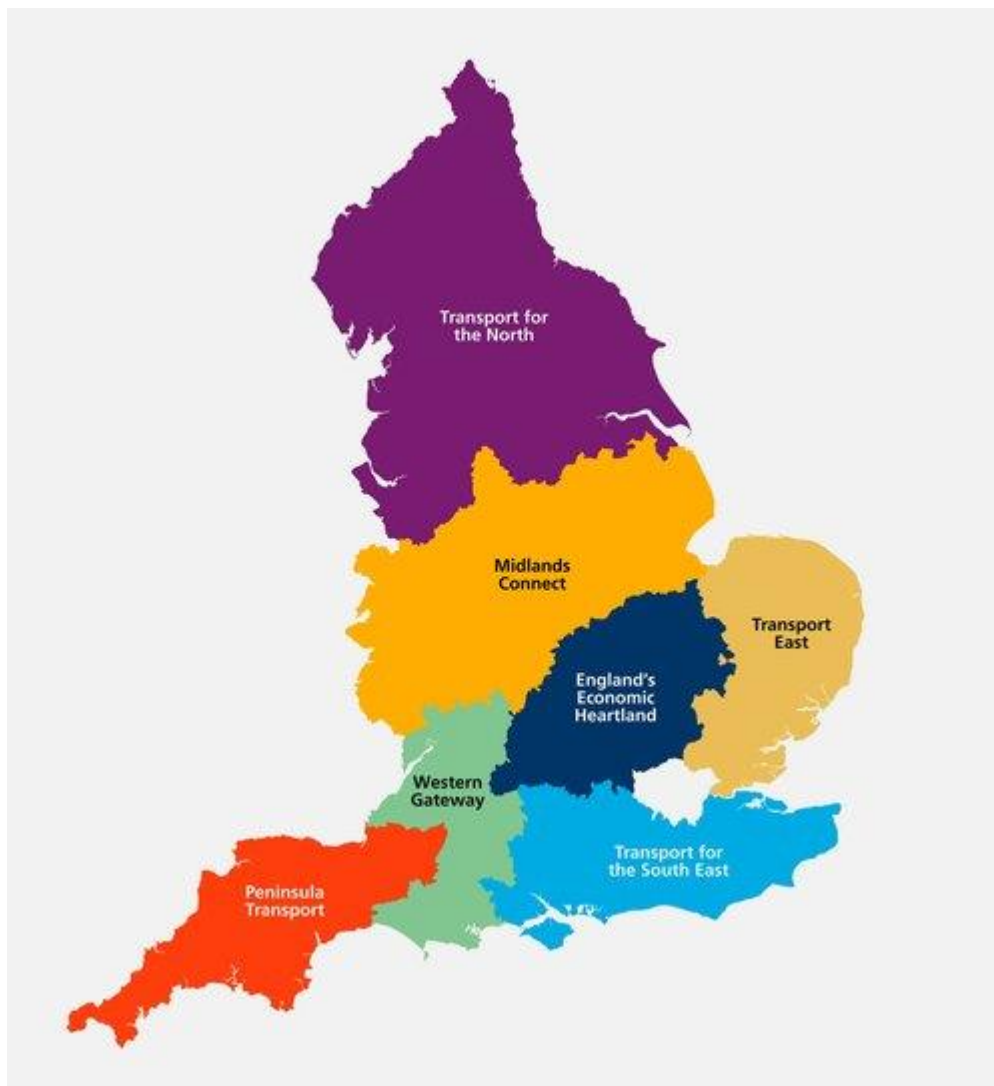 Transport for
the North
Midlands
Connect
Transport
East
England's
Economic
Heartland
Western
Gateway
Transport for
the South East
Peninsula
Transport